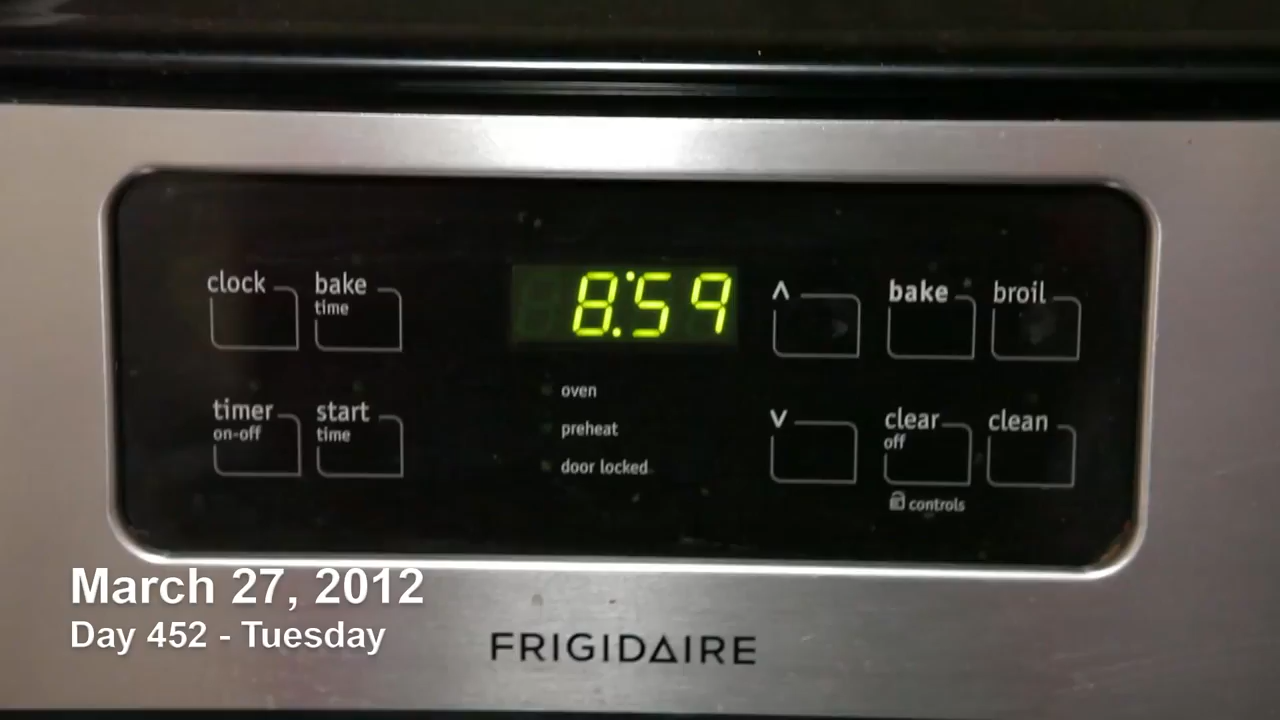 clock
bake
time
8:59
^
bake
broil
timer
on-off
start
time
oven
preheat
door locked
v
clear
off
clean
controls
March 27, 2012
Day 452 - Tuesday
FRIGIDAIRE